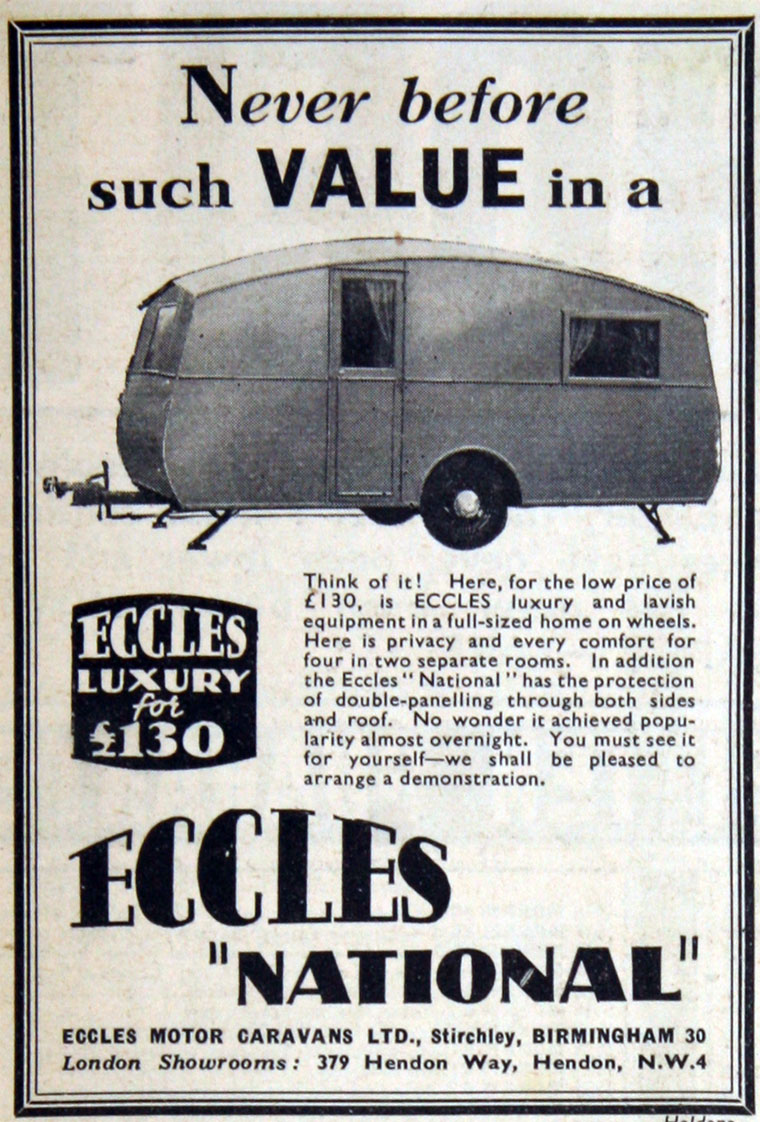 Never before
such VALUE in a
Think of it! Here, for the low price of
£130, is ECCLES luxury and lavish
equipment in a full-sized home on wheels.
Here is privacy and every comfort for
four in two separate rooms. In addition
the Eccles "National" has the protection
of double-panelling through both sides
and roof. No wonder it achieved popu-
larity almost overnight. You must see it
for yourself—we shall be pleased to
arrange a demonstration.
ECCLES
LUXURY
for
£130
ECCLES
"NATIONAL"
ECCLES MOTOR CARAVANS LTD., Stirchley, BIRMINGHAM 30
London Showrooms: 379 Hendon Way, Hendon, N.W.4